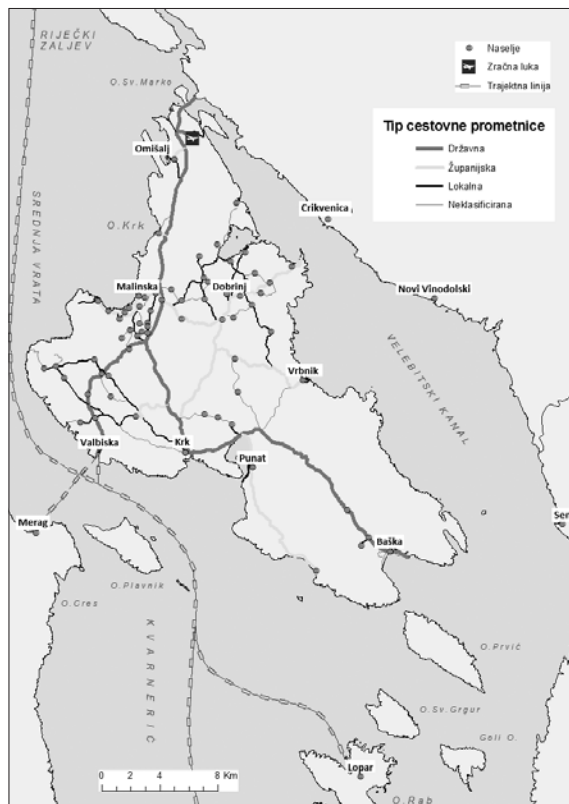 RIJEČKI
ZALJEV
O.Sv.Marko
Naselje
Zračna luka
Trajektna linija
Tip cestovne prometnice
Državna
Županijska
Lokalna
Neklasificirana
Omišalj
SREDNJA VRATA
O.Krk
Crikvenica
Malinska
Dobrinj
Novi Vinodolski
VELEBITSKI KANAL
Vrbnik
Valbiska
Krk
Punat
Merag
Sen
Baška
O.Plavnik
O.Cres
KVARNERIĆ
O.Prvić
O.Sv.Grgur
Goli O.
Lopar
O.Rab
0 2 4 8 Km